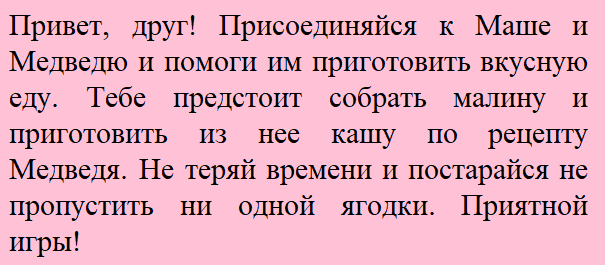 Привет, друг! Присоединяйся к Маше и
Медведю и помоги им приготовить вкусную
еду. Тебе предстоит собрать малину и
приготовить из нее кашу по рецепту
Медведя. Не теряй времени и постарайся не
пропустить ни одной ягодки. Приятной
игры!